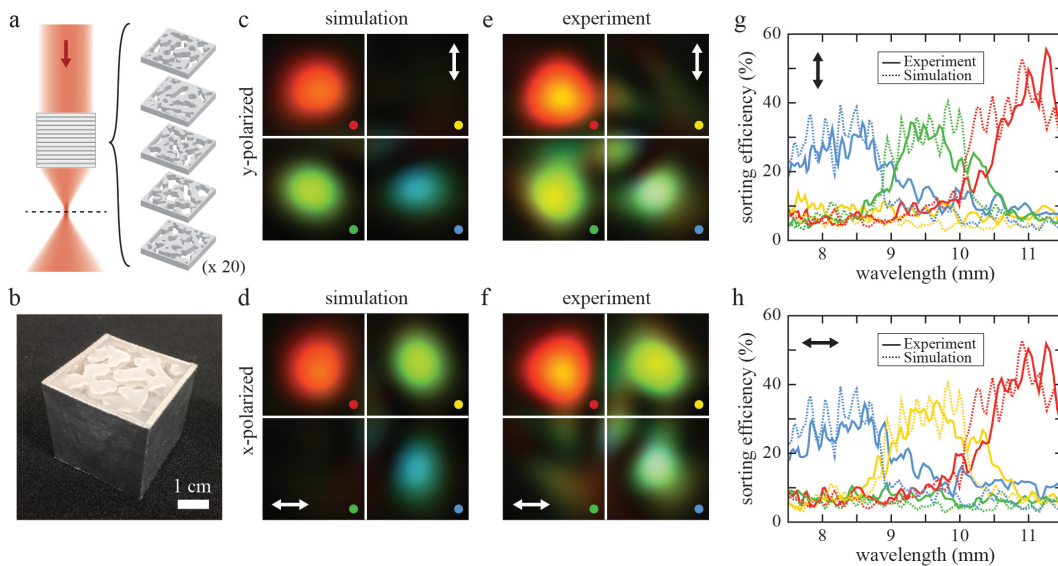 a
(x 20)
b
1 cm
c
simulation
y-polarized
d
simulation
x-polarized
e
experiment
f
experiment
g
60
40
20
0
sorting efficiency (%)
Experiment
Simulation
8
9
10
11
wavelength (mm)
h
60
40
20
0
sorting efficiency (%)
Experiment
Simulation
8
9
10
11
wavelength (mm)